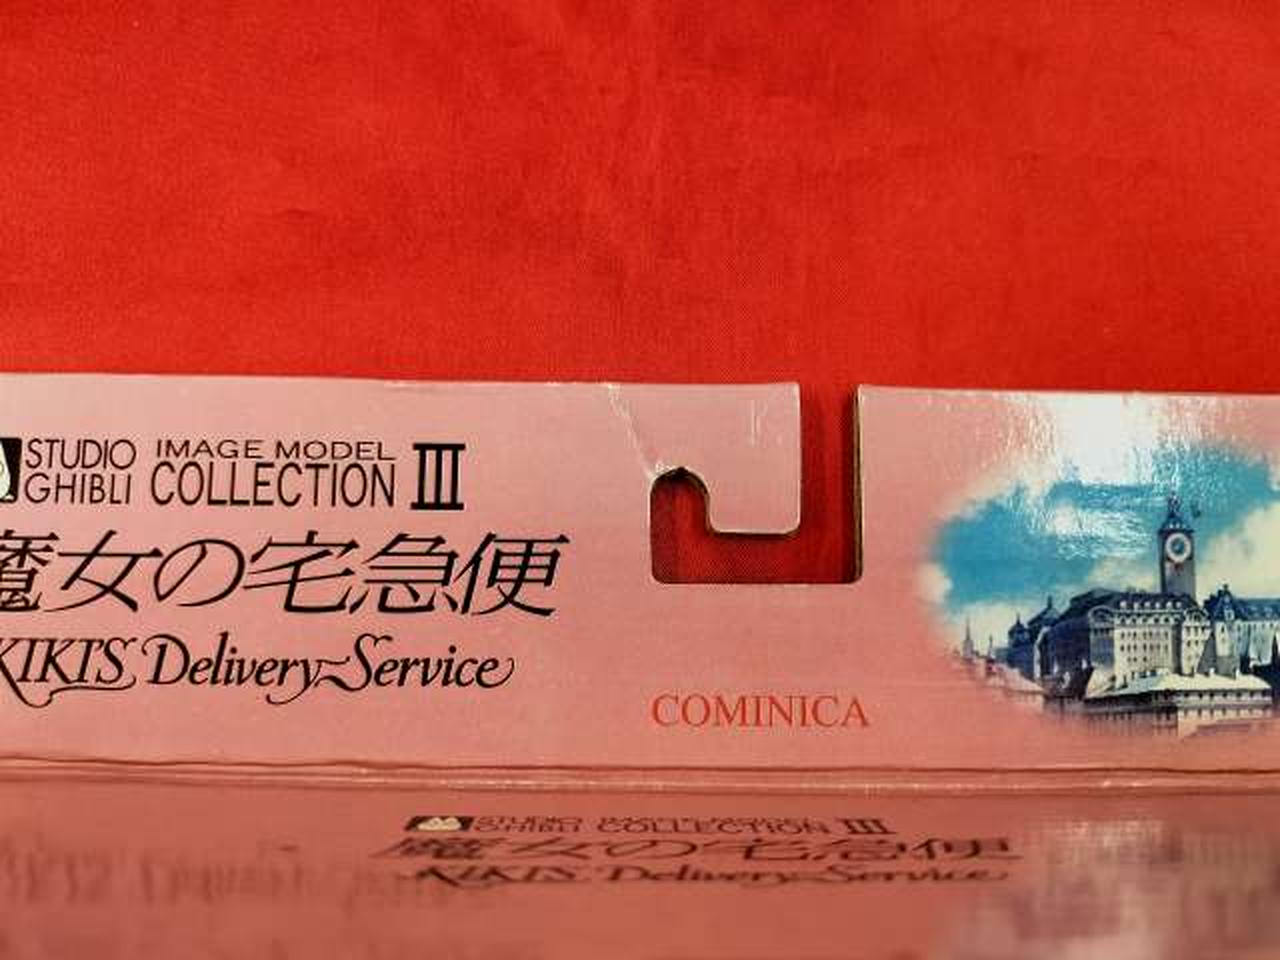 STUDIO GHIBLI IMAGE MODEL COLLECTION III
魔女の宅急便
KIKI'S Delivery Service
COMINICA
STUDIO GHIBLI COLLECTION III
魔女の宅急便
KIKI'S Delivery Service